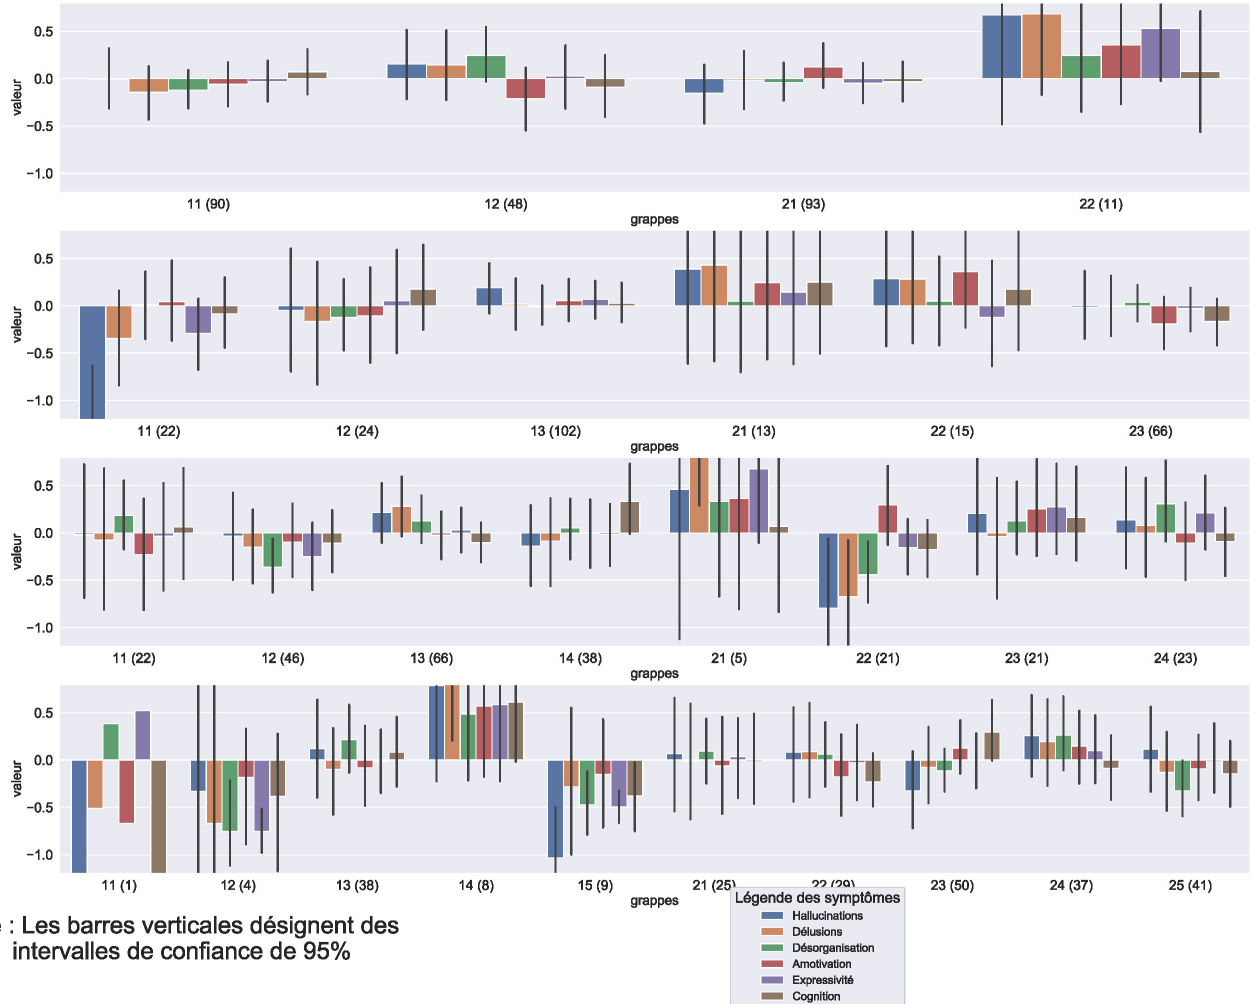 0.5
0.0
−0.5
−1.0
valeur
11 (90) 12 (48) 21 (93) 22 (11)
grappes
0.5
0.0
−0.5
−1.0
valeur
11 (22) 12 (24) 13 (102) 21 (13) 22 (15) 23 (66)
grappes
0.5
0.0
−0.5
−1.0
valeur
11 (22) 12 (46) 13 (66) 14 (38) 21 (5) 22 (21) 23 (21) 24 (23)
grappes
0.5
0.0
−0.5
−1.0
valeur
11 (1) 12 (4) 13 (38) 14 (8) 15 (9) 21 (25) 22 (29) 23 (50) 24 (37) 25 (41)
grappes
Légende des symptômes
Hallucinations
Délusions
Désorganisation
Amotivation
Expressivité
Cognition
: Les barres verticales désignent des
intervalles de confiance de 95%